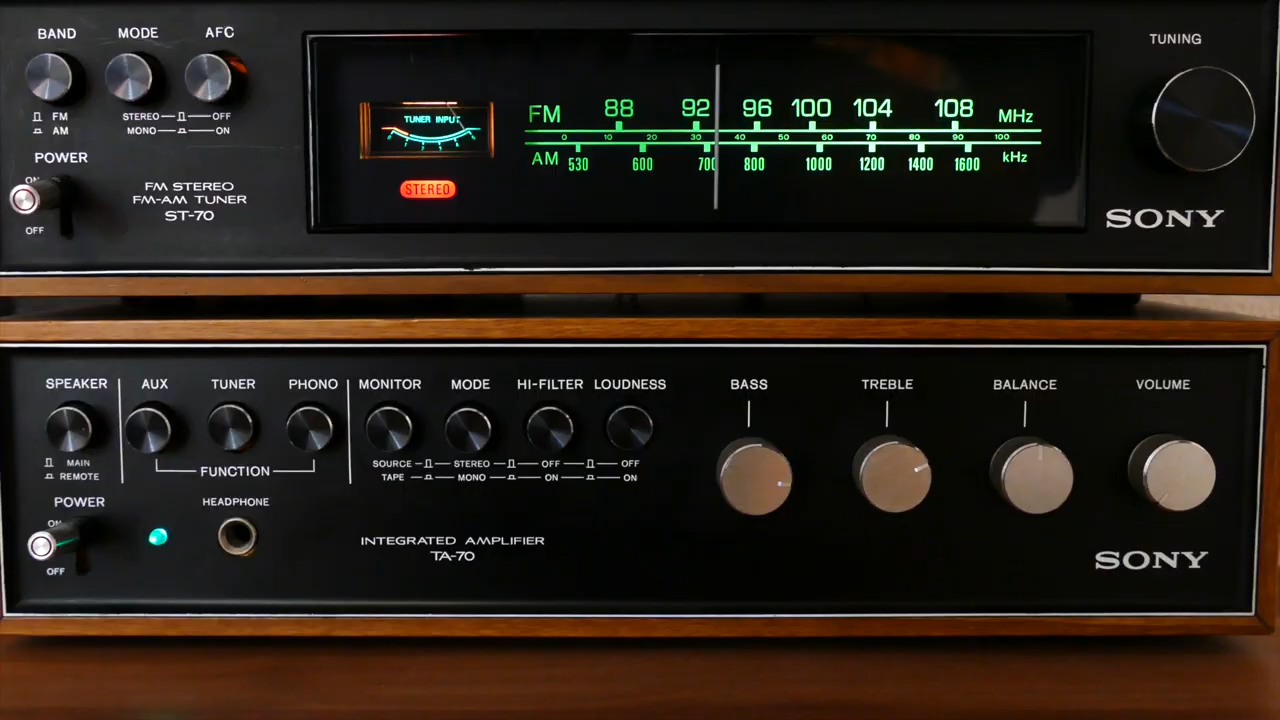 BAND MODE AFC TUNING
FM 88 92 96 100 104 108 MHz
TUNER INPUT
0 10 20 30 40 50 60 70 80 90 100
AM 530 600 700 800 1000 1200 1400 1600 kHz
FM STEREO OFF
AM MONO ON
POWER
ON
OFF
FM STEREO
FM-AM TUNER
ST-70
STEREO
SONY
SPEAKER AUX TUNER PHONO MONITOR MODE HI-FILTER LOUDNESS BASS TREBLE BALANCE VOLUME
MAIN
REMOTE
FUNCTION
SOURCE STEREO OFF OFF
TAPE MONO ON ON
POWER
ON
OFF
HEADPHONE
INTEGRATED AMPLIFIER
TA-70
SONY